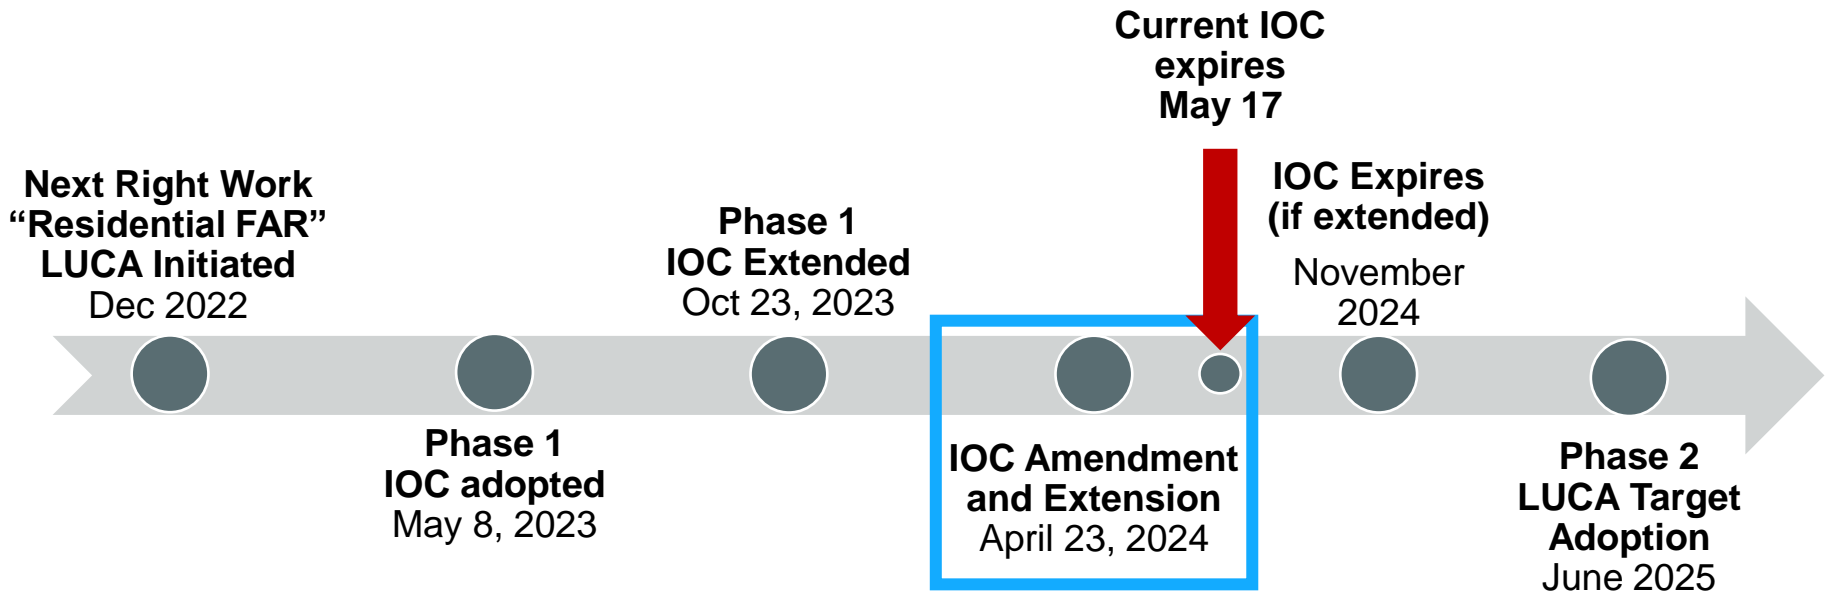 Next Right Work
“Residential FAR”
LUCA Initiated
Dec 2022
Phase 1
IOC adopted
May 8, 2023
Phase 1
IOC Extended
Oct 23, 2023
IOC Amendment
and Extension
April 23, 2024
Current IOC
expires
May 17
IOC Expires
(if extended)
November
2024
Phase 2
LUCA Target
Adoption
June 2025